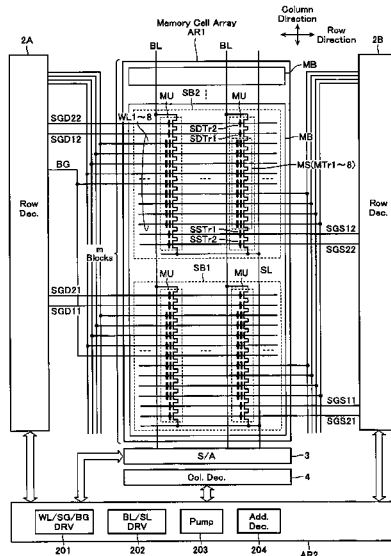 Memory Cell Array
AR1
Column
Direction
Row
Direction
2A
2B
BL
BL
MB
SB2
MU
MU
WL1~8
SDTr2
SDTr1
MB
SGD22
SGD12
BG
MS(MTr1~8)
Row
Dec.
Row
Dec.
m
Blocks
SSTr1
SSTr2
SGS12
SGS22
SB1
SL
MU
MU
SGD21
SGD11
SGS11
SGS21
S/A
3
Col. Dec.
4
WL/SG/BG
DRV
BL/SL
DRV
Pump
Add.
Dec.
201
202
203
204
AR2